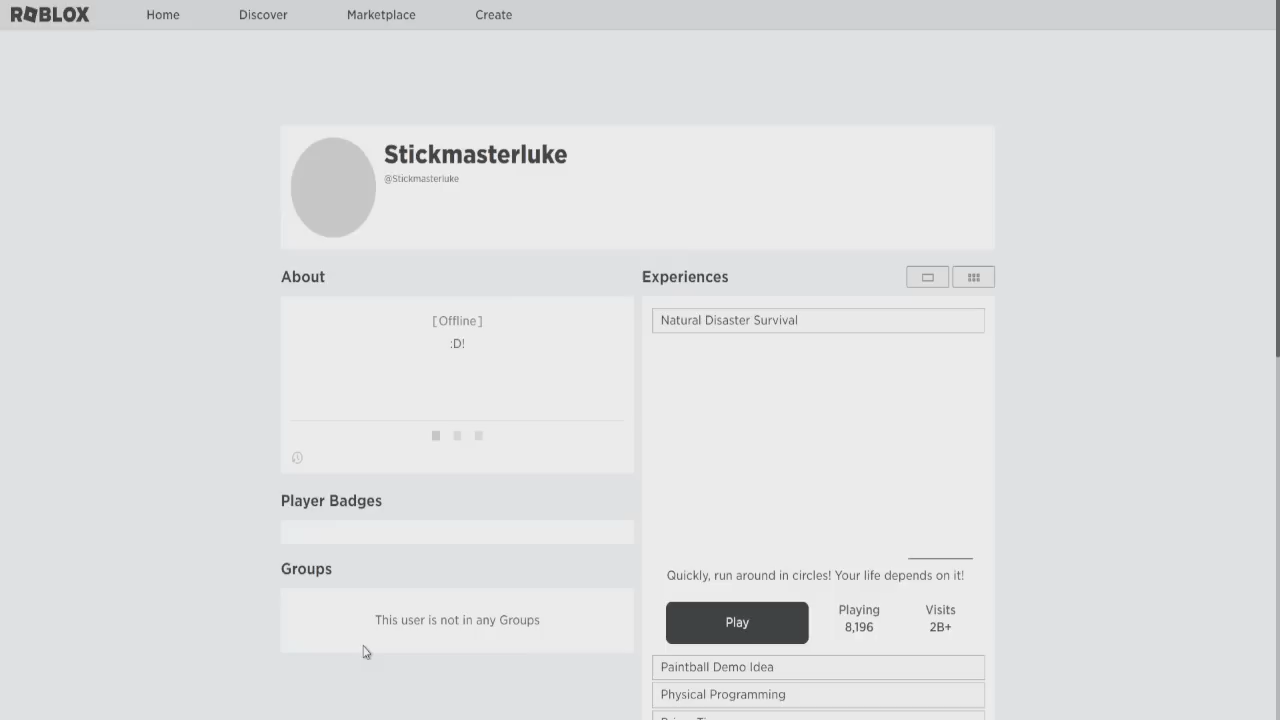 ROBLOX Home Discover Marketplace Create
Stickmasterluke
@Stickmasterluke
About
[ Offline ]
:D!
Player Badges
Groups
This user is not in any Groups
Experiences
Natural Disaster Survival
Quickly, run around in circles! Your life depends on it!
Play
Playing
8,196
Visits
2B+
Paintball Demo Idea
Physical Programming